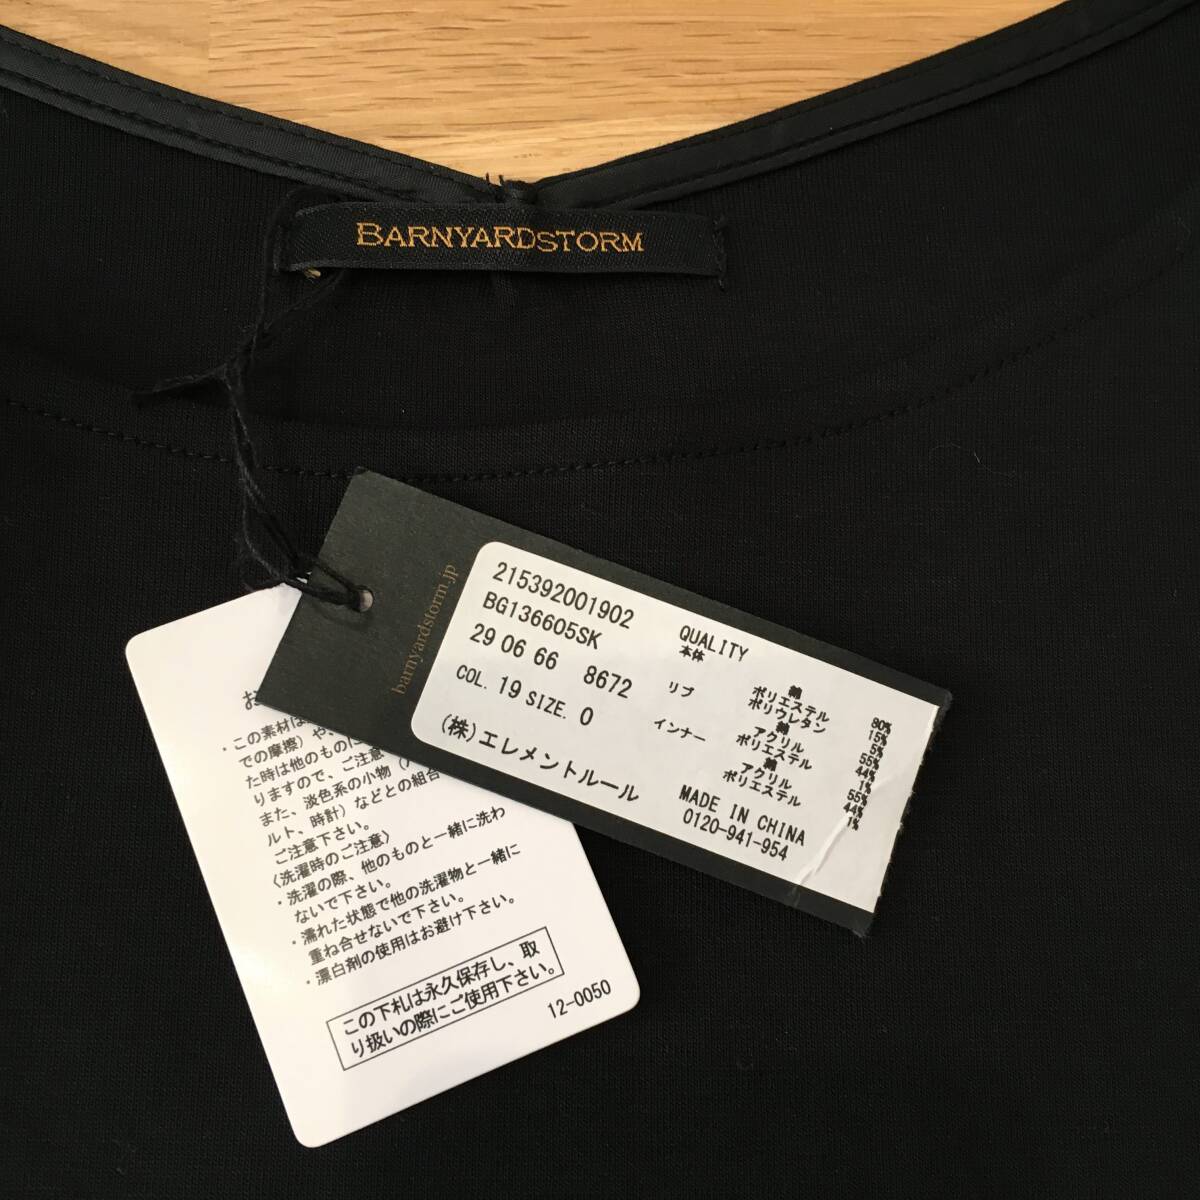 BARNYARDSTORM
barnyardstorm.jp
215392001902
BG136605SK
29 06 66 8672
COL. 19 SIZE. 0
(株)エレメントルール
QUALITY
本体 綿 80%
ポリエステル 15%
ポリウレタン 5%
リブ 綿 55%
アクリル 44%
ポリエステル 1%
インナー 綿 55%
アクリル 44%
ポリエステル 1%
MADE IN CHINA
0120-941-954
お
・この素材は
での摩擦)や、
た時は他のものに
りますので、ご注意
また、淡色系の小物(
ルト、時計)などとの組合
ご注意下さい。
〈洗濯時のご注意〉
・洗濯の際、他のものと一緒に洗わ
ないで下さい。
・濡れた状態で他の洗濯物と一緒に
重ね合せないで下さい。
・漂白剤の使用はお避け下さい。
この下札は永久保存し、取
り扱いの際にご使用下さい。
12-0050